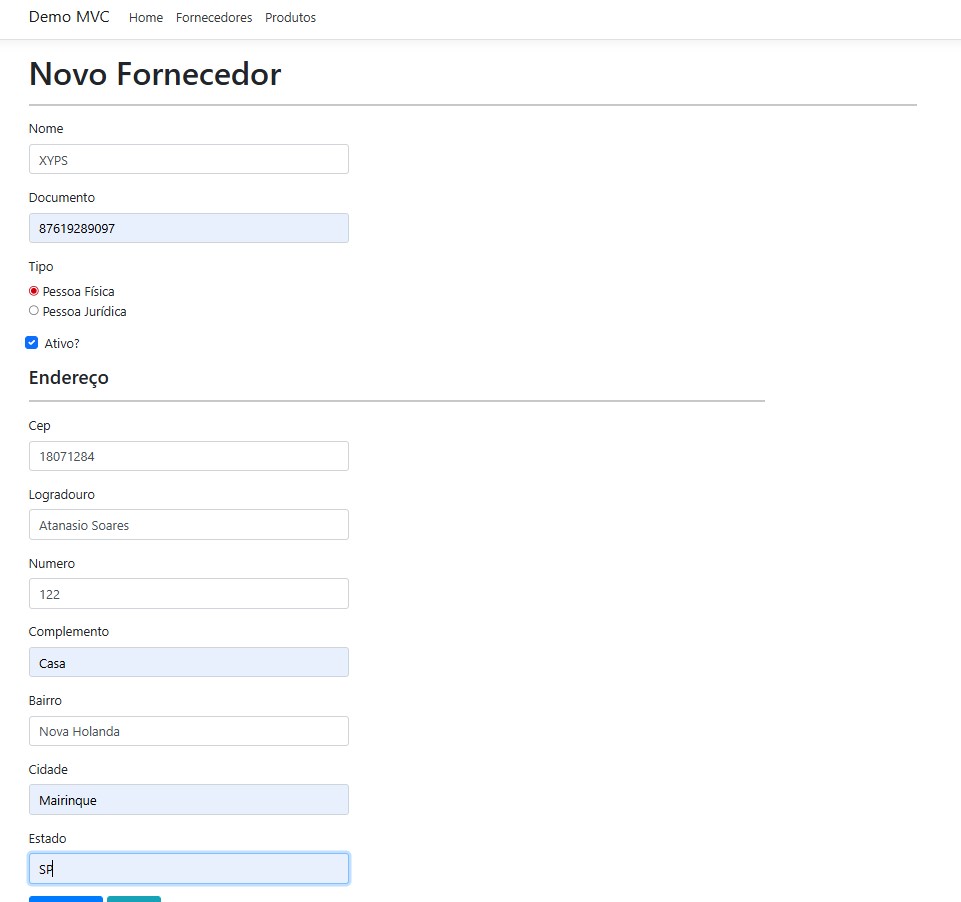 Demo MVC Home Fornecedores Produtos
Novo Fornecedor
Nome
XYPS
Documento
87619289097
Tipo
Pessoa Física
Pessoa Jurídica
Ativo?
Endereço
Cep
18071284
Logradouro
Atanasio Soares
Numero
122
Complemento
Casa
Bairro
Nova Holanda
Cidade
Mairinque
Estado
SP